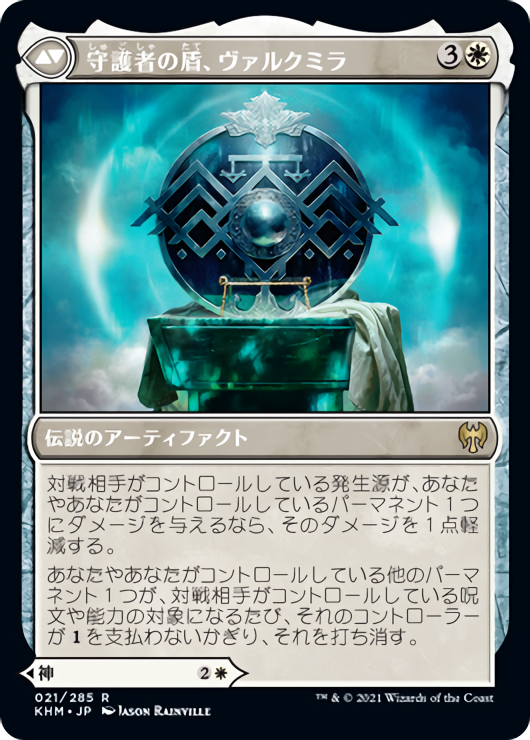 しゅごしゃ たて
守護者の盾、ヴァルクミラ 3
伝説のアーティファクト
対戦相手がコントロールしている発生源が、あなた
やあなたがコントロールしているパーマネント１つ
にダメージを与えるなら、そのダメージを１点軽
減する。
あなたやあなたがコントロールしている他のパーマ
ネント１つが、対戦相手がコントロールしている呪
文や能力の対象になるたび、それのコントローラー
が 1 を支払わないかぎり、それを打ち消す。
神 2
021/285 R
KHM • JP JASON RAINVILLE
™ & © 2021 Wizards of the Coast